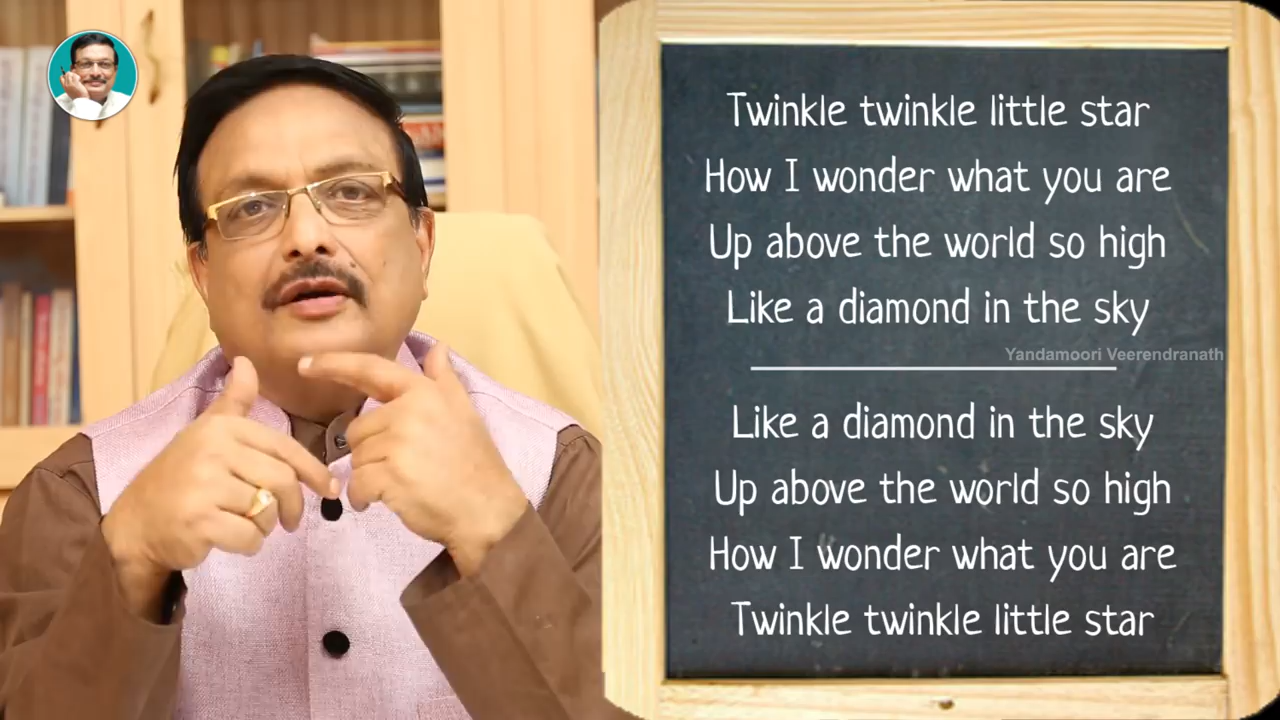 Twinkle twinkle little star
How I wonder what you are
Up above the world so high
Like a diamond in the sky
Yandamoori Veerendranath
Like a diamond in the sky
Up above the world so high
How I wonder what you are
Twinkle twinkle little star